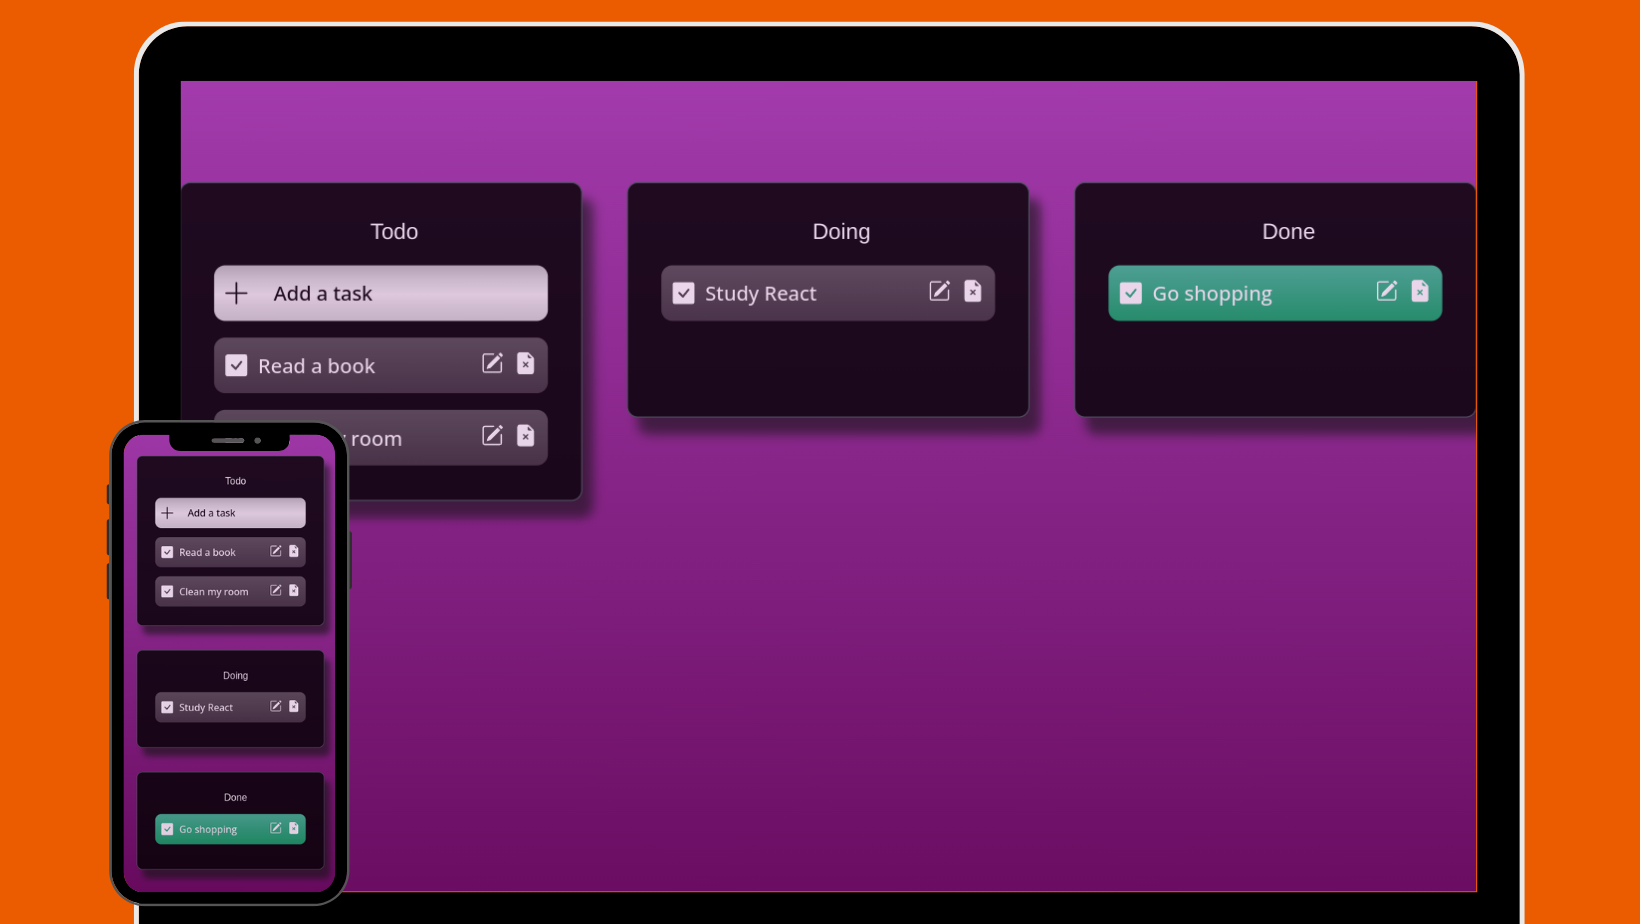 Todo
Add a task
Read a book
room
Doing
Study React
Done
Go shopping
Todo
Add a task
Read a book
Clean my room
Doing
Study React
Done
Go shopping